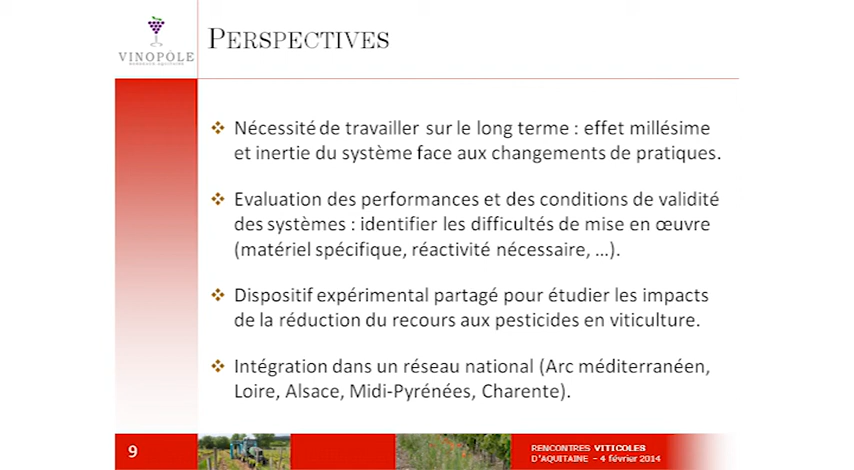 VINOPÔLE
BORDEAUX AQUITAINE
PERSPECTIVES
Nécessité de travailler sur le long terme : effet millésime
et inertie du système face aux changements de pratiques.
Evaluation des performances et des conditions de validité
des systèmes : identifier les difficultés de mise en œuvre
(matériel spécifique, réactivité nécessaire, ...).
Dispositif expérimental partagé pour étudier les impacts
de la réduction du recours aux pesticides en viticulture.
Intégration dans un réseau national (Arc méditerranéen,
Loire, Alsace, Midi-Pyrénées, Charente).
9
RENCONTRES VITICOLES
D'AQUITAINE – 4 février 2014